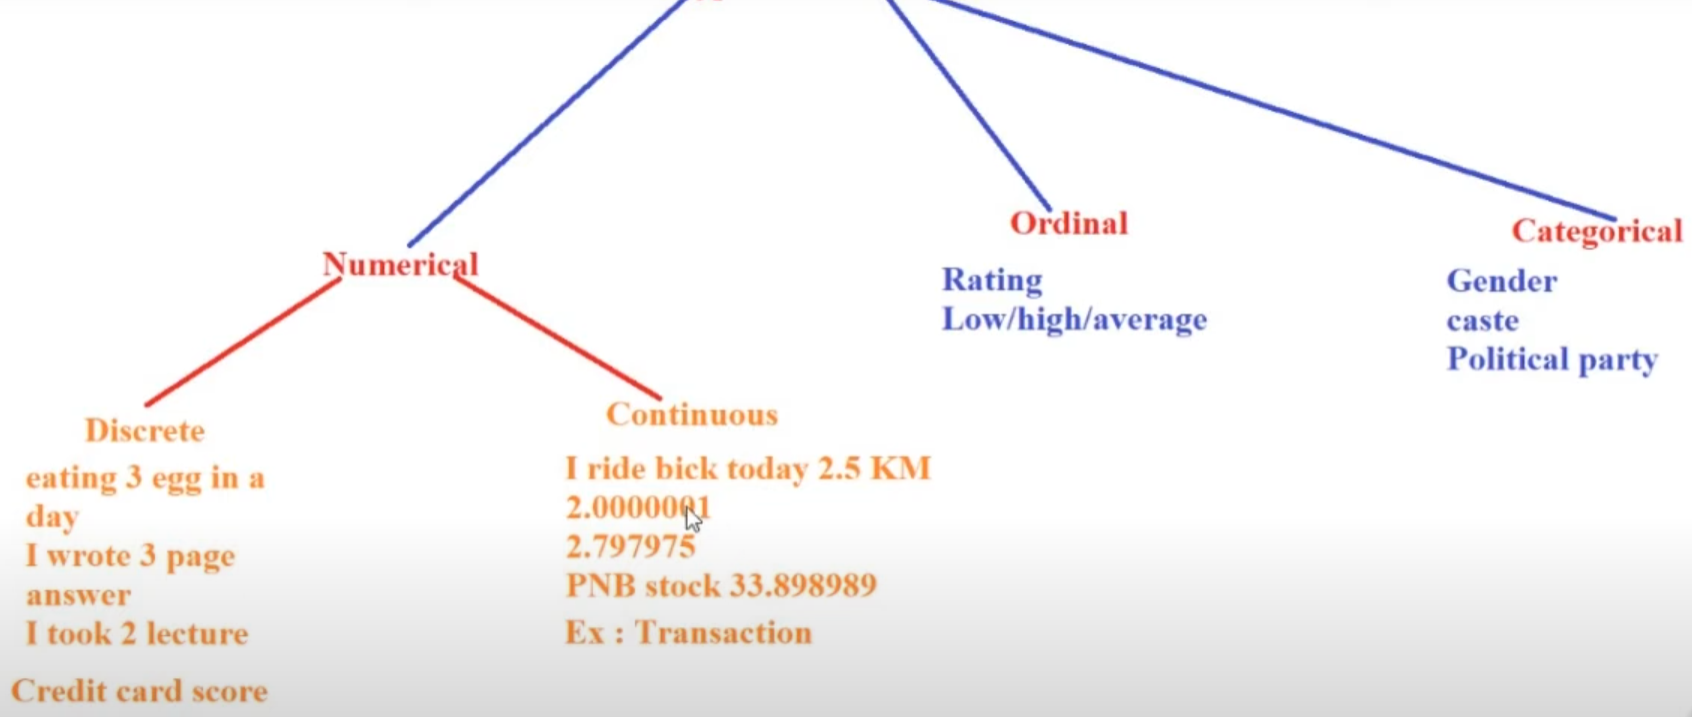 Ordinal
Categorical
Numerical
Rating
Low/high/average
Gender
caste
Political party
Discrete
eating 3 egg in a
day
I wrote 3 page
answer
I took 2 lecture
Credit card score
Continuous
I ride bick today 2.5 KM
2.0000001
2.797975
PNB stock 33.898989
Ex : Transaction